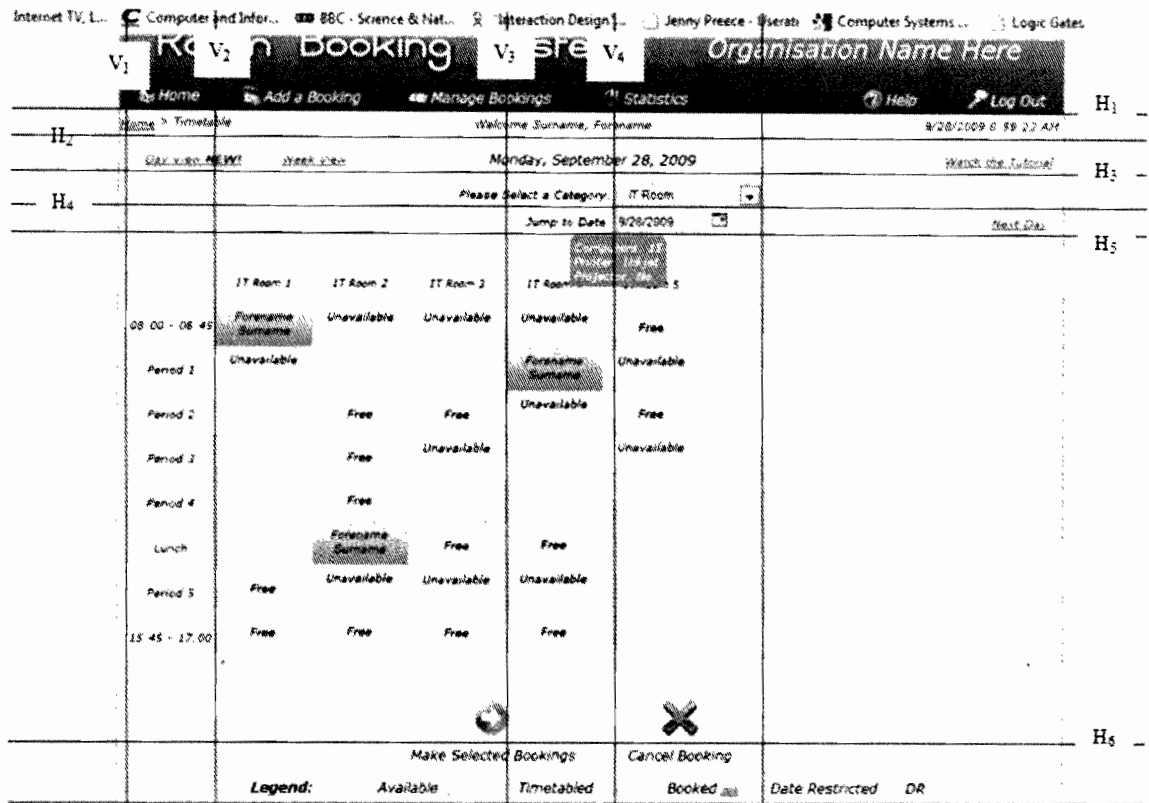 Internet TV, L... Computer and Infor... BBC - Science & Nat... Interaction Design ... Jenny Preece - Userati Computer Systems ... Logic Gates
Booking Organisation Name Here
V1 V2 V3 V4
Home Add a Booking Manage Bookings Statistics Help Log Out
H1
Home > Timetable Welcome Surname, Forename 9/28/2009
H2
Day view NEW! Week View Monday, September 28, 2009 Watch the Tutorial
H3
Please Select a Category IT Room
H4
Jump to Date 9/28/2009 Next Day
H5
IT Room 1 IT Room 2 IT Room 3 IT Room 5
Forename Unavailable Unavailable Unavailable
08 00 - 08 45 Surname Free
Unavailable Forename Unavailable
Period 1 Surname
Unavailable
Period 2 Free Free Free
Unavailable Unavailable
Period 3 Free
Period 4 Free
Forename
Lunch Surname Free Free
Unavailable Unavailable Unavailable
Period 5 Free
15 45 - 17.00 Free Free Free Free
H6
Make Selected Bookings Cancel Booking
Legend: Available Timetabled Booked Date Restricted DR